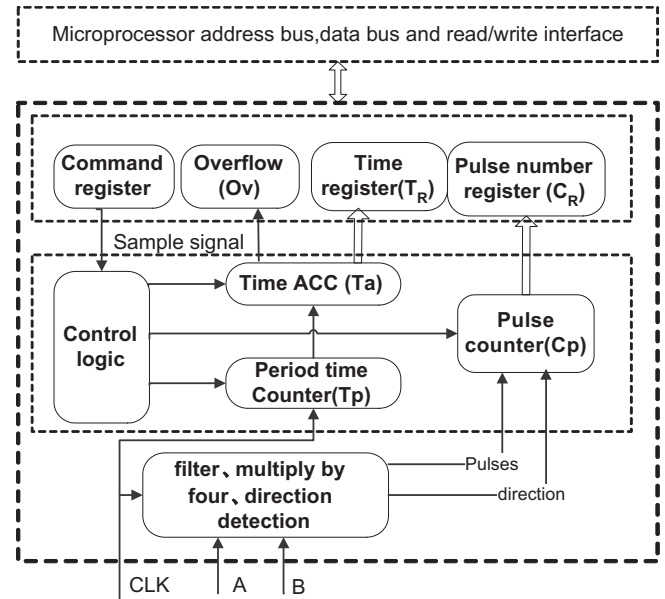 Microprocessor address bus,data bus and read/write interface
Command
register
Overflow
(Ov)
Time
register(T_R)
Pulse number
register (C_R)
Sample signal
Control
logic
Time ACC (Ta)
Period time
Counter(Tp)
Pulse
counter(Cp)
filter、multiply by
four、direction
detection
Pulses
direction
CLK
A
B